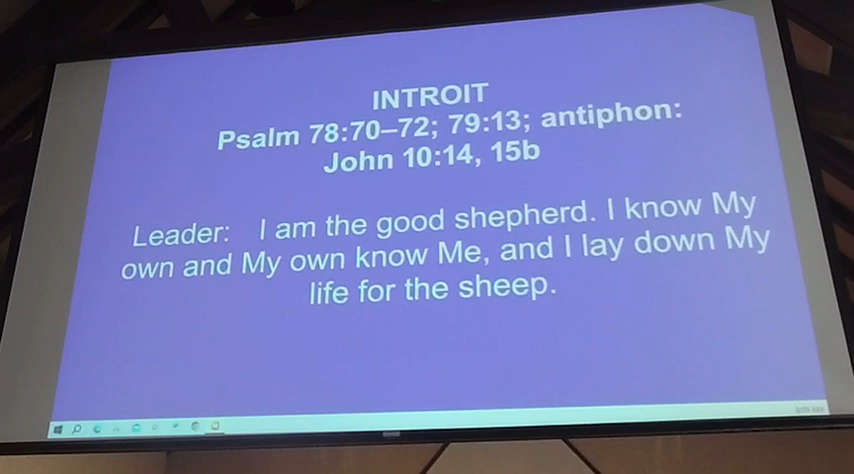 INTROIT
Psalm 78:70–72; 79:13; antiphon:
John 10:14, 15b
Leader: I am the good shepherd. I know My
own and My own know Me, and I lay down My
life for the sheep.